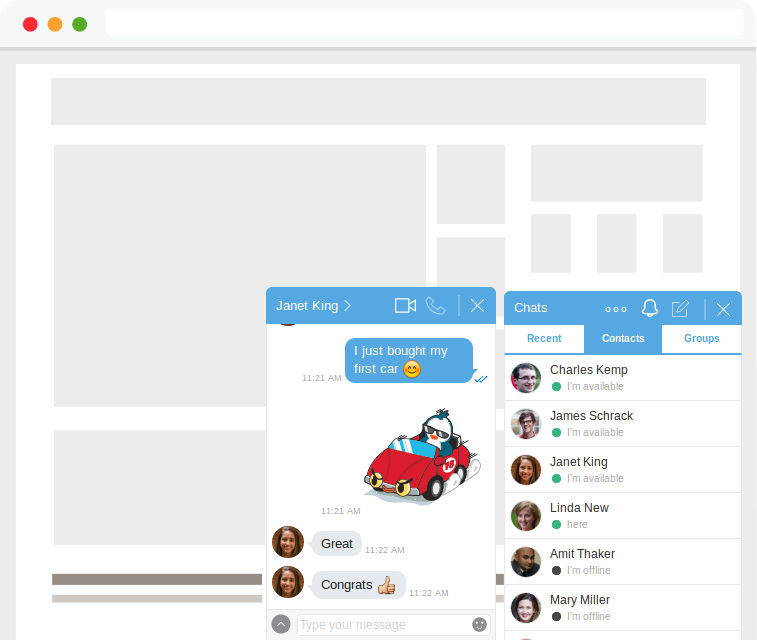 Janet King
I just bought my
first car
11:21 AM
11:21 AM
Great
11:22 AM
Congrats
11:22 AM
Type your message
Chats
Recent
Contacts
Groups
Charles Kemp
I'm available
James Schrack
I'm available
Janet King
I'm available
Linda New
here
Amit Thaker
I'm offline
Mary Miller
I'm offline